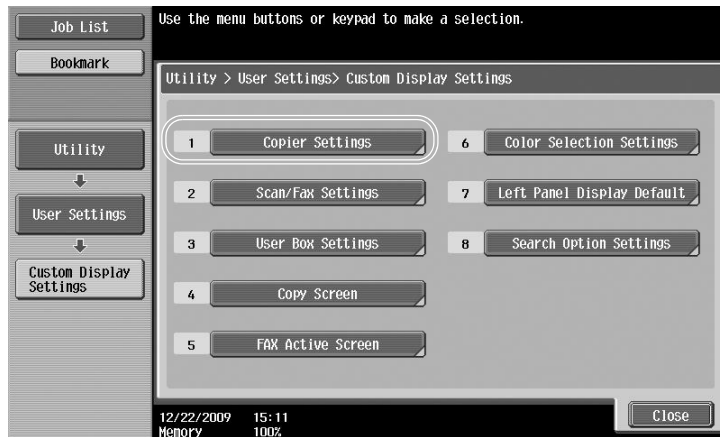 Job List
Bookmark
Utility
User Settings
Custom Display
Settings
Use the menu buttons or keypad to make a selection.
Utility > User Settings> Custom Display Settings
1 Copier Settings
2 Scan/Fax Settings
3 User Box Settings
4 Copy Screen
5 FAX Active Screen
6 Color Selection Settings
7 Left Panel Display Default
8 Search Option Settings
12/22/2009 15:11
Memory 100%
Close